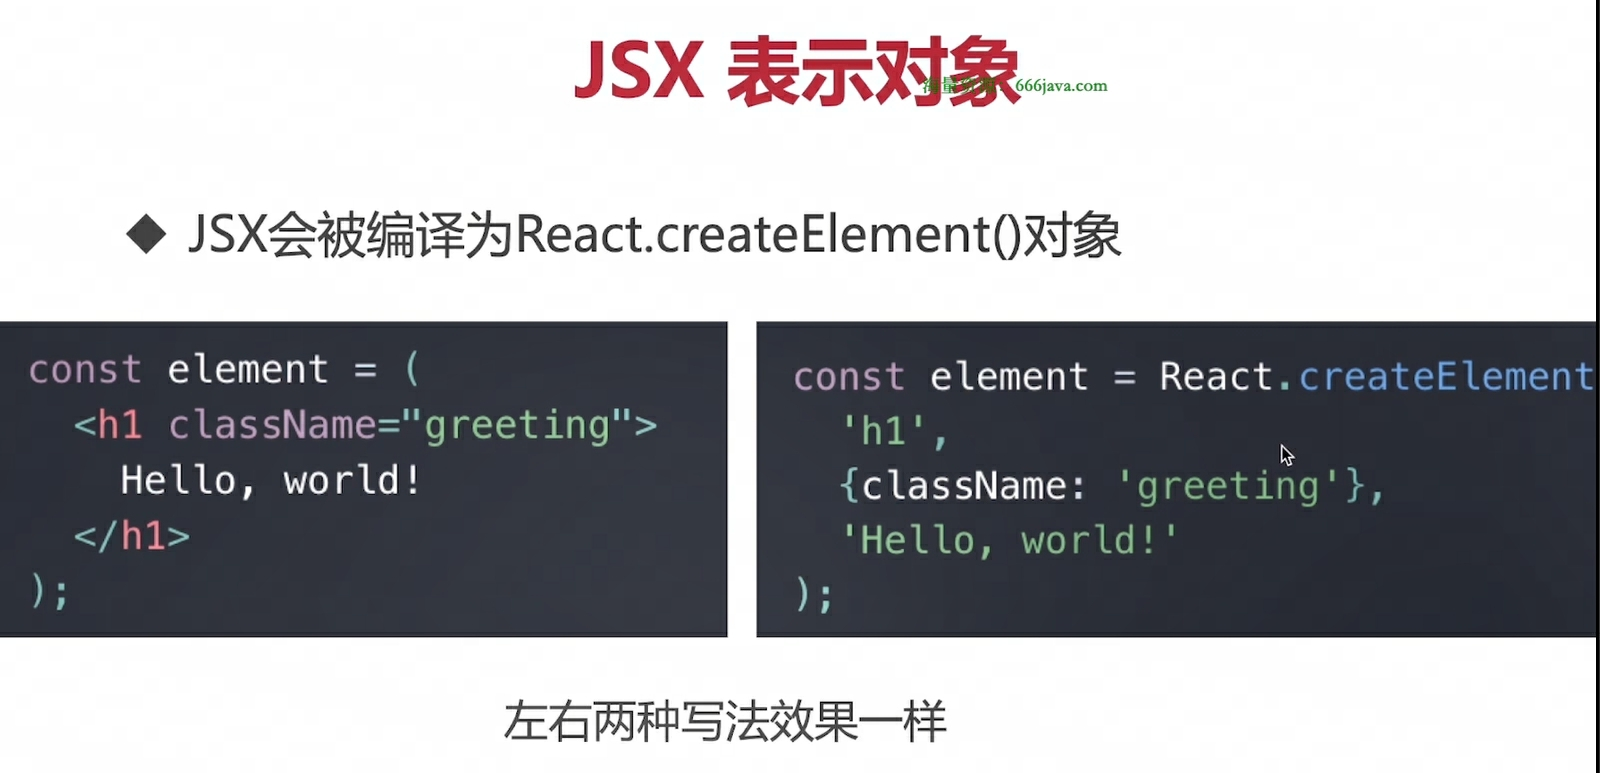 JSX 表示对象
666java.com
◆ JSX会被编译为React.createElement()对象
const element = (
<h1 className="greeting">
Hello, world!
</h1>
);
const element = React.createElement
'h1',
{className: 'greeting'},
'Hello, world!'
);
左右两种写法效果一样